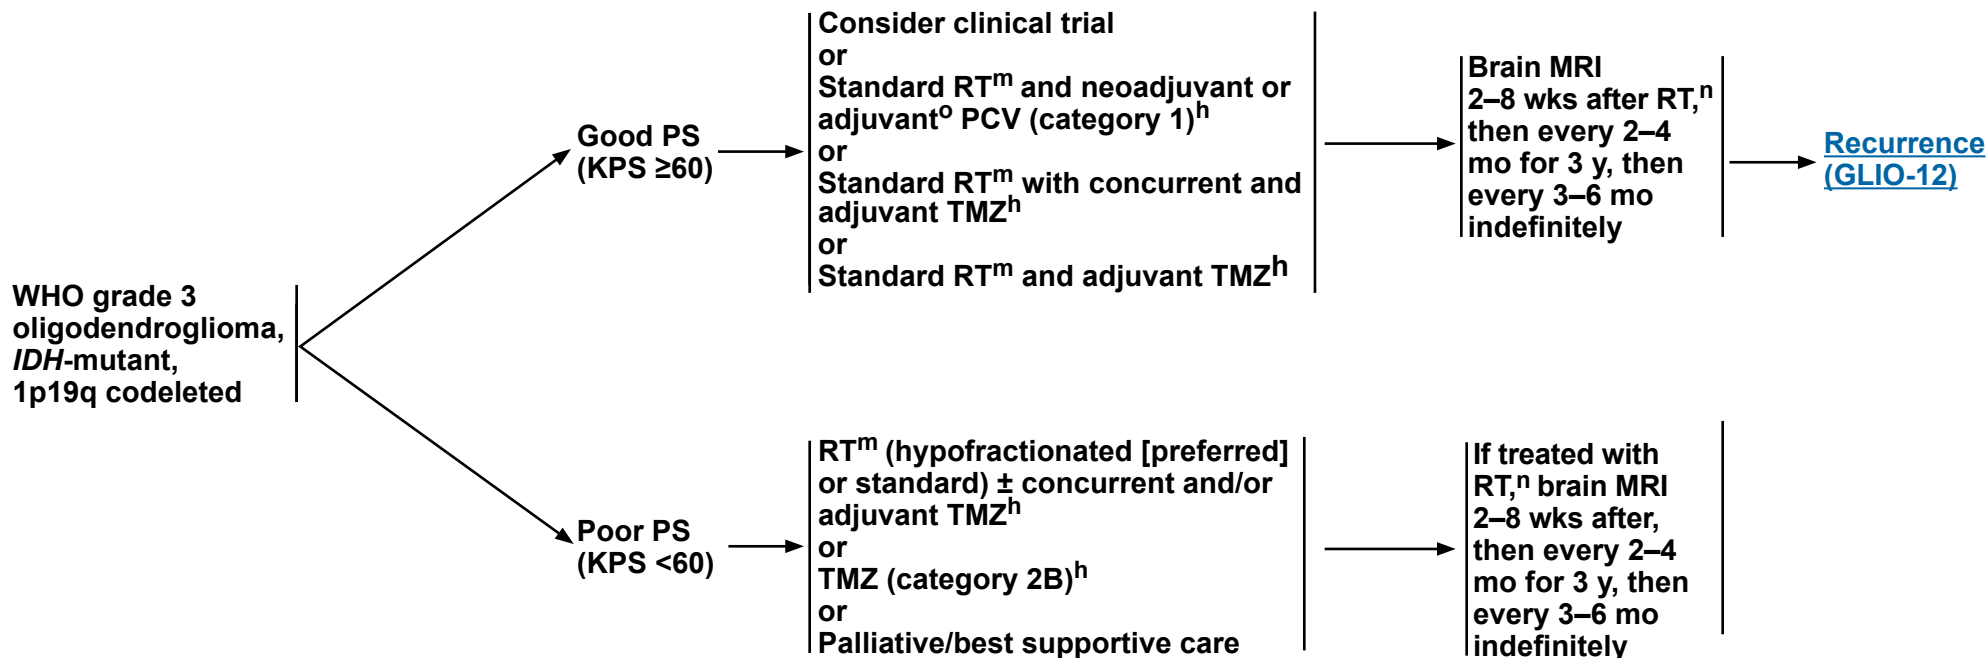 WHO grade 3
oligodendroglioma,
IDH-mutant,
1p19q codeleted
Good PS
(KPS ≥60)
Consider clinical trial
or
Standard RTᵐ and neoadjuvant or
adjuvantᵒ PCV (category 1)ʰ
or
Standard RTᵐ with concurrent and
adjuvant TMZʰ
or
Standard RTᵐ and adjuvant TMZʰ
Brain MRI
2–8 wks after RT,ⁿ
then every 2–4
mo for 3 y, then
every 3–6 mo
indefinitely
Recurrence
(GLIO-12)
Poor PS
(KPS <60)
RTᵐ (hypofractionated [preferred]
or standard) ± concurrent and/or
adjuvant TMZʰ
or
TMZ (category 2B)ʰ
or
Palliative/best supportive care
If treated with
RT,ⁿ brain MRI
2–8 wks after,
then every 2–4
mo for 3 y, then
every 3–6 mo
indefinitely